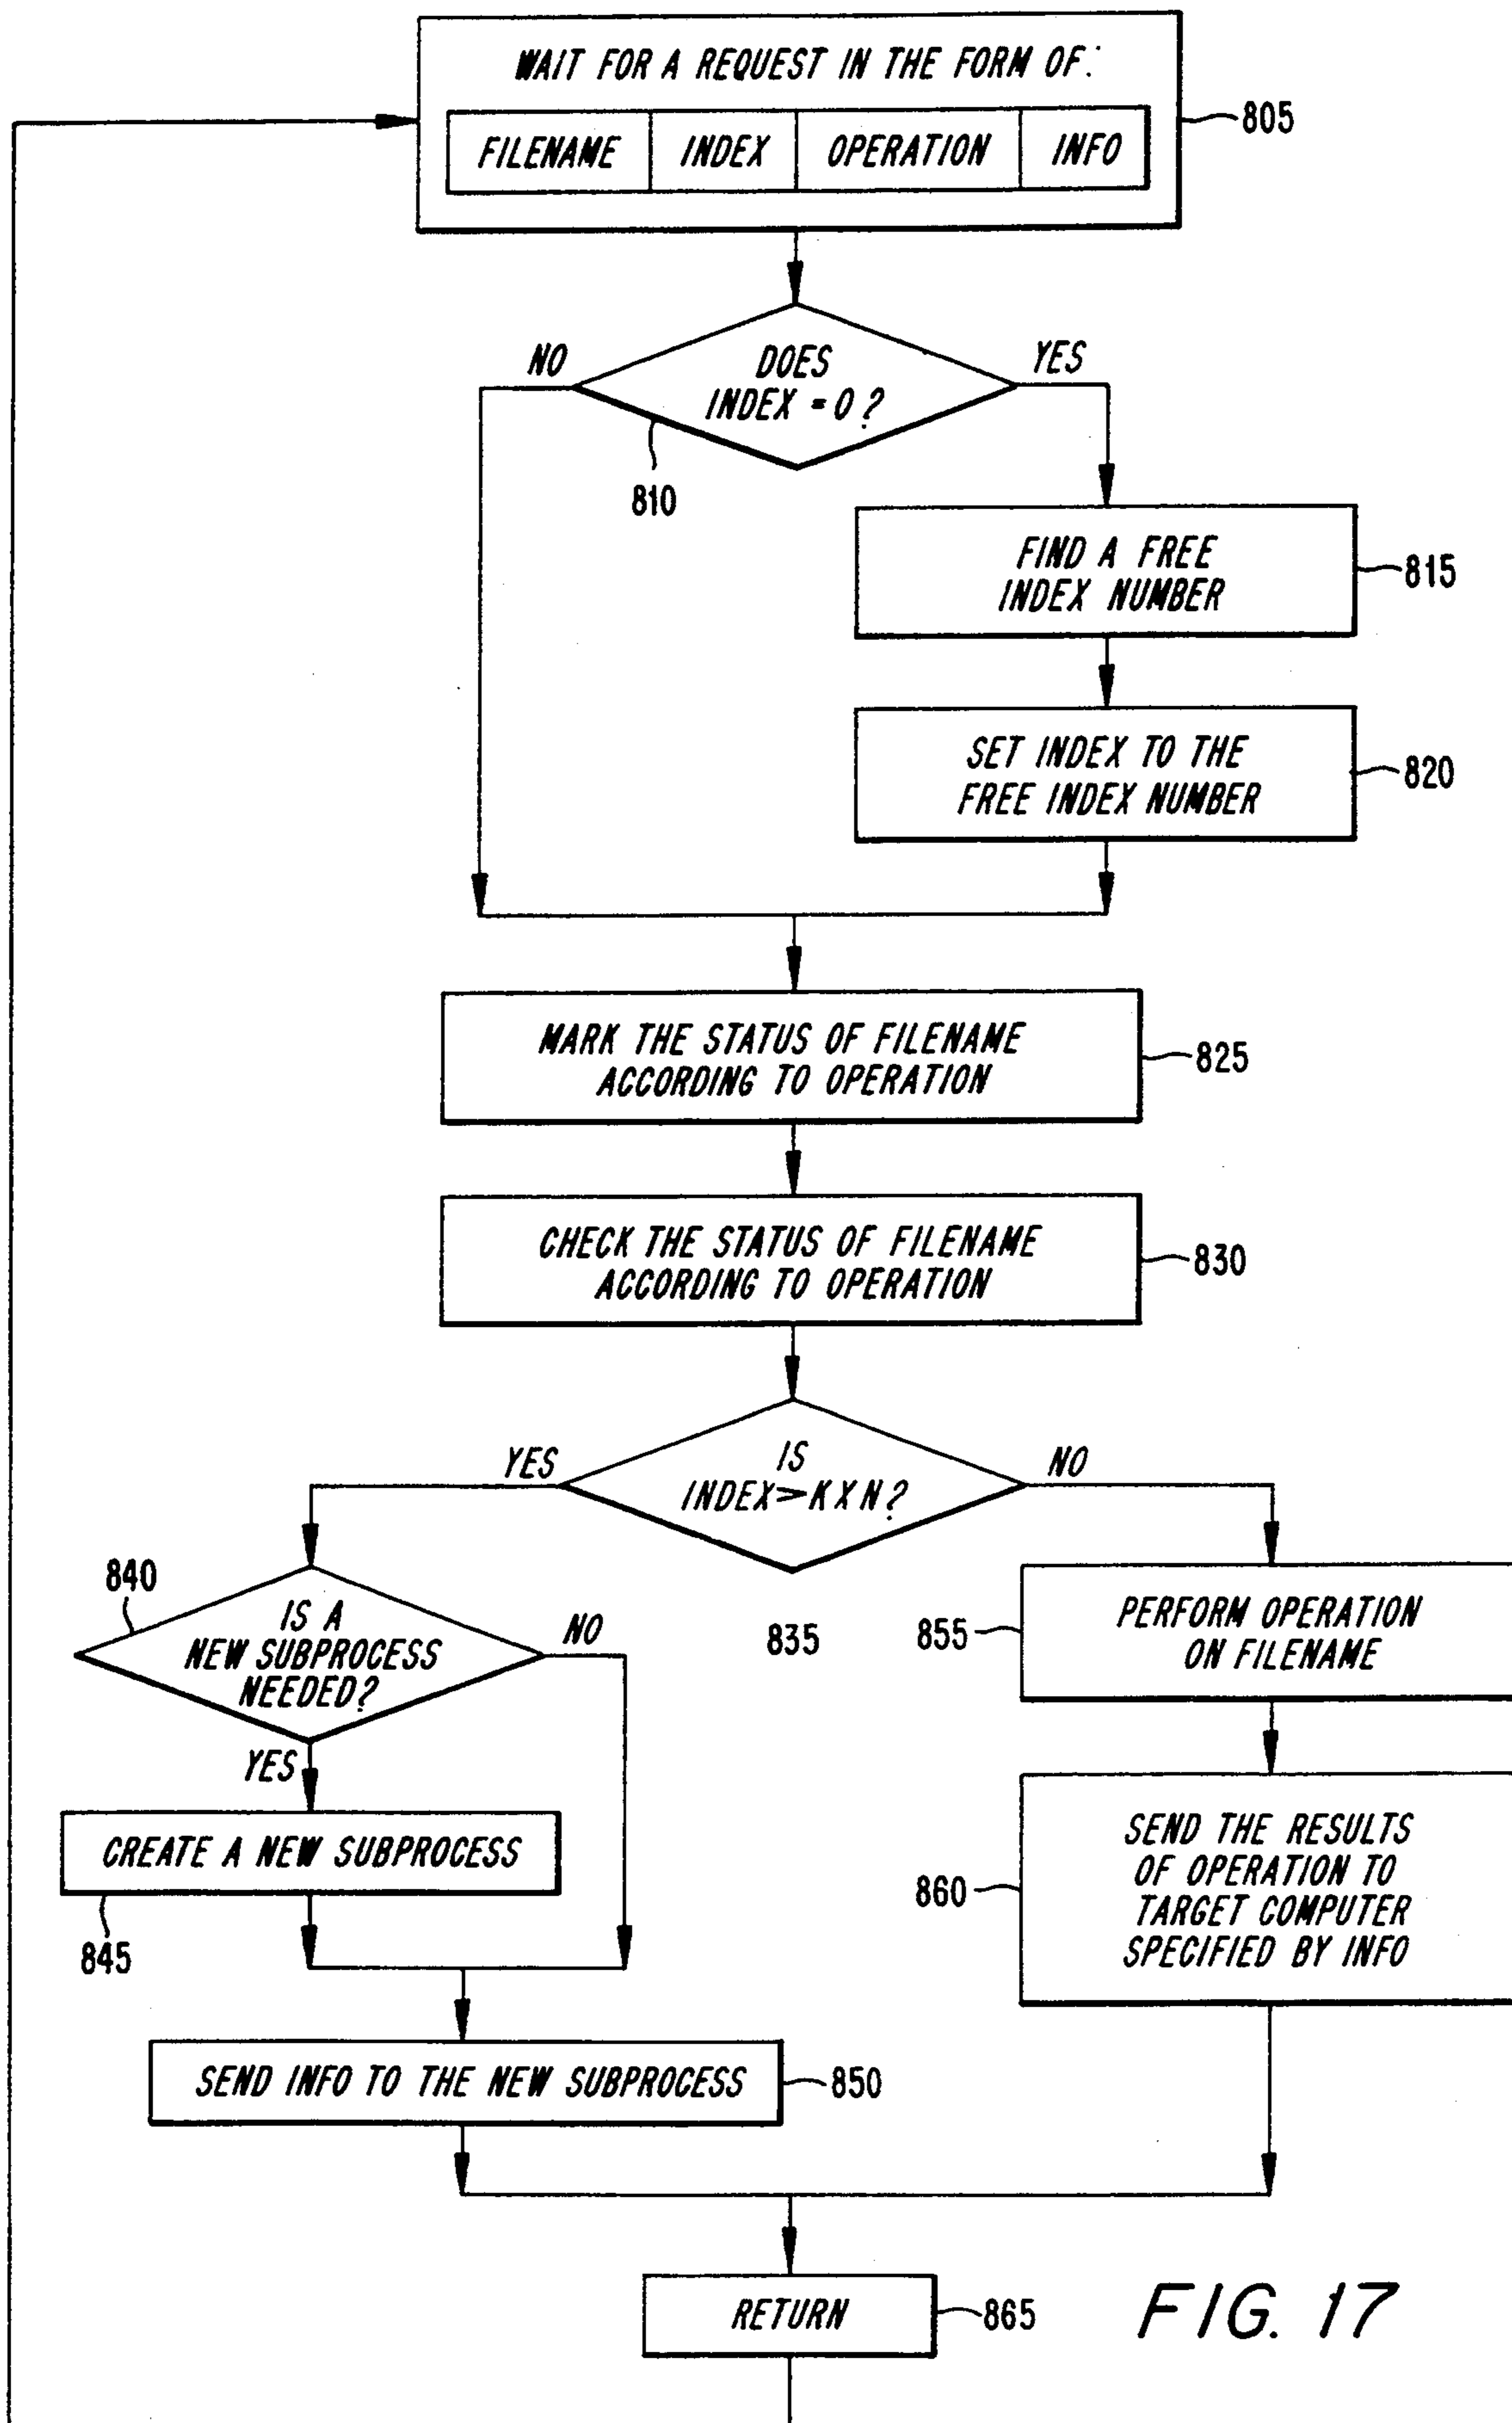 WAIT FOR A REQUEST IN THE FORM OF:
FILENAME INDEX OPERATION INFO
805
NO
DOES
INDEX = 0?
YES
810
FIND A FREE
INDEX NUMBER
815
SET INDEX TO THE
FREE INDEX NUMBER
820
MARK THE STATUS OF FILENAME
ACCORDING TO OPERATION
825
CHECK THE STATUS OF FILENAME
ACCORDING TO OPERATION
830
YES
IS
INDEX>KXN?
NO
835
840
IS A
NEW SUBPROCESS
NEEDED?
NO
YES
CREATE A NEW SUBPROCESS
845
SEND INFO TO THE NEW SUBPROCESS
850
855
PERFORM OPERATION
ON FILENAME
860
SEND THE RESULTS
OF OPERATION TO
TARGET COMPUTER
SPECIFIED BY INFO
RETURN
865
FIG. 17